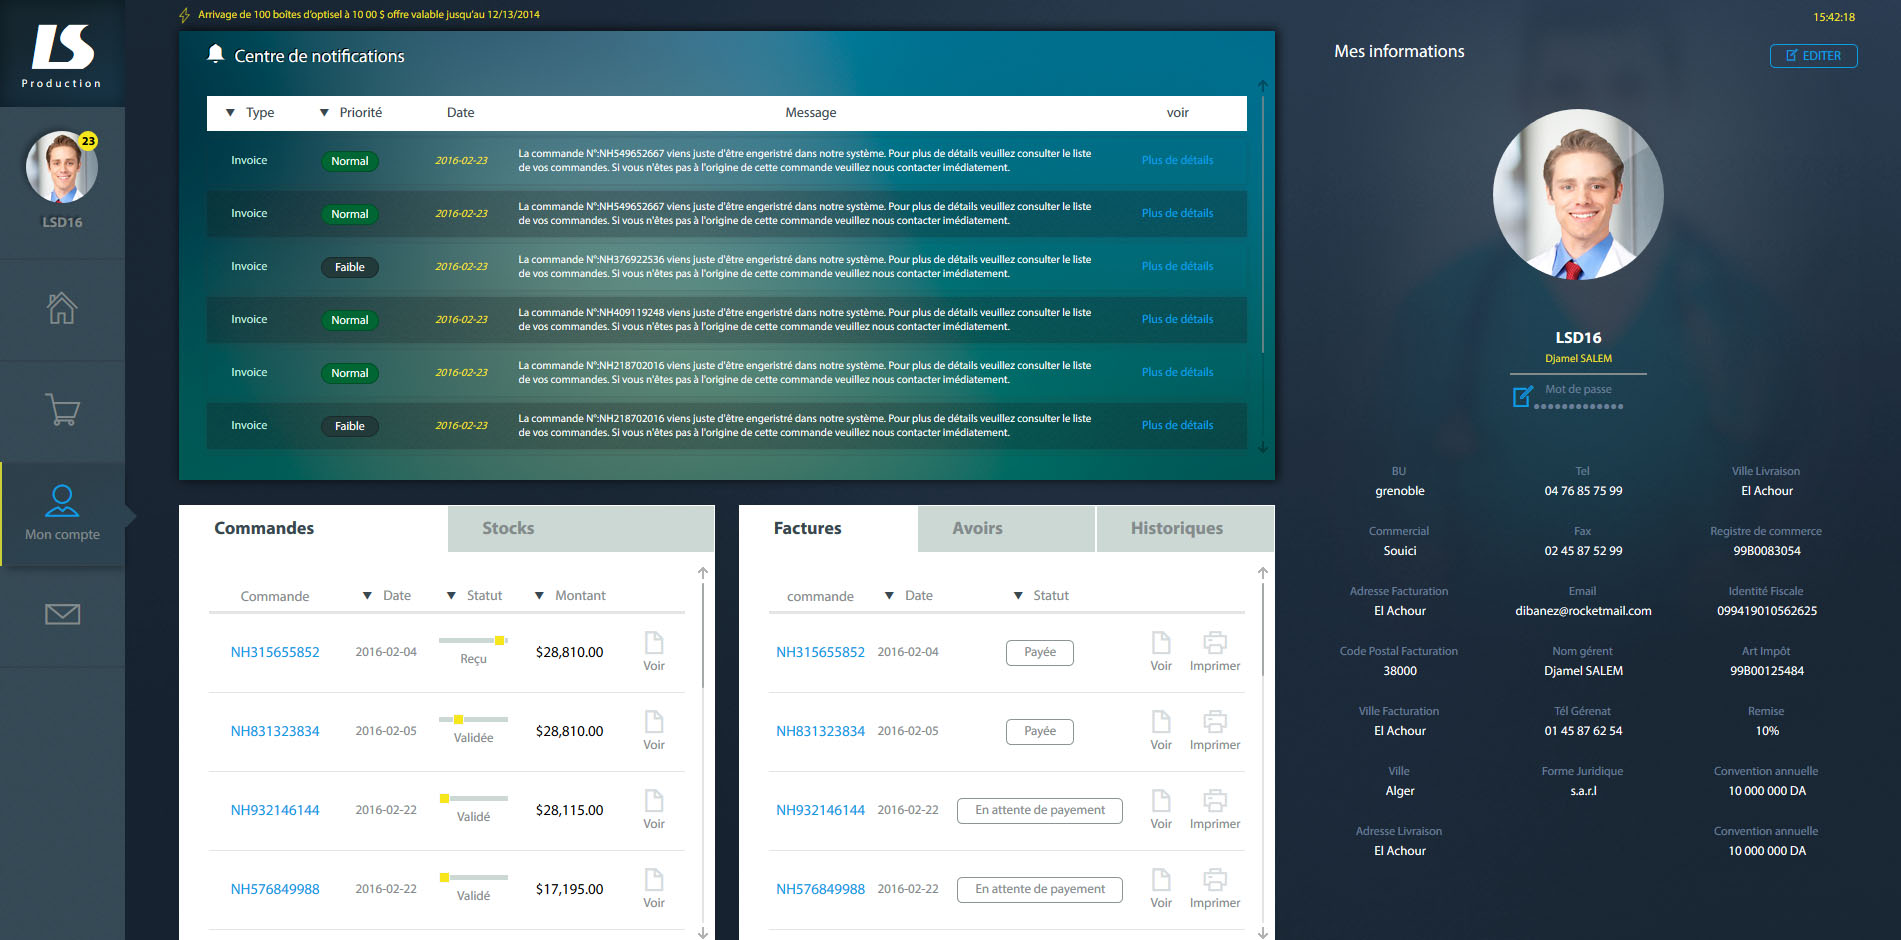 LS
Production
23
LSD16
Mon compte
Arrivage de 100 boîtes d'optisel à 10 00 $ offre valable jusqu'au 12/13/2014
Centre de notifications
Type Priorité Date Message voir
Invoice Normal 2016-02-23 La commande N°:NH549652667 viens juste d'être engeristré dans notre système. Pour plus de détails veuillez consulter le liste Plus de détails
de vos commandes. Si vous n'êtes pas à l'origine de cette commande veuillez nous contacter imédiatement.
Invoice Normal 2016-02-23 La commande N°:NH549652667 viens juste d'être engeristré dans notre système. Pour plus de détails veuillez consulter le liste Plus de détails
de vos commandes. Si vous n'êtes pas à l'origine de cette commande veuillez nous contacter imédiatement.
Invoice Faible 2016-02-23 La commande N°:NH376922536 viens juste d'être engeristré dans notre système. Pour plus de détails veuillez consulter le liste Plus de détails
de vos commandes. Si vous n'êtes pas à l'origine de cette commande veuillez nous contacter imédiatement.
Invoice Normal 2016-02-23 La commande N°:NH409119248 viens juste d'être engeristré dans notre système. Pour plus de détails veuillez consulter le liste Plus de détails
de vos commandes. Si vous n'êtes pas à l'origine de cette commande veuillez nous contacter imédiatement.
Invoice Normal 2016-02-23 La commande N°:NH218702016 viens juste d'être engeristré dans notre système. Pour plus de détails veuillez consulter le liste Plus de détails
de vos commandes. Si vous n'êtes pas à l'origine de cette commande veuillez nous contacter imédiatement.
Invoice Faible 2016-02-23 La commande N°:NH218702016 viens juste d'être engeristré dans notre système. Pour plus de détails veuillez consulter le liste Plus de détails
de vos commandes. Si vous n'êtes pas à l'origine de cette commande veuillez nous contacter imédiatement.
Commandes Stocks
Commande Date Statut Montant
NH315655852 2016-02-04 Reçu $28,810.00 Voir
NH831323834 2016-02-05 Validée $28,810.00 Voir
NH932146144 2016-02-22 Validé $28,115.00 Voir
NH576849988 2016-02-22 Validé $17,195.00 Voir
Factures Avoirs Historiques
commande Date Statut
NH315655852 2016-02-04 Payée Voir Imprimer
NH831323834 2016-02-05 Payée Voir Imprimer
NH932146144 2016-02-22 En attente de payement Voir Imprimer
NH576849988 2016-02-22 En attente de payement Voir Imprimer
15:42:18
Mes informations EDITER
LSD16
Djamel SALEM
Mot de passe
BU Tel Ville Livraison
grenoble 04 76 85 75 99 El Achour
Commercial Fax Registre de commerce
Souici 02 45 87 52 99 99B0083054
Adresse Facturation Email Identité Fiscale
El Achour dibanez@rocketmail.com 099419010562625
Code Postal Facturation Nom gérent Art Impôt
38000 Djamel SALEM 99B00125484
Ville Facturation Tél Gérenat Remise
El Achour 01 45 87 62 54 10%
Ville Forme Juridique Convention annuelle
Alger s.a.r.l 10 000 000 DA
Adresse Livraison Convention annuelle
El Achour 10 000 000 DA